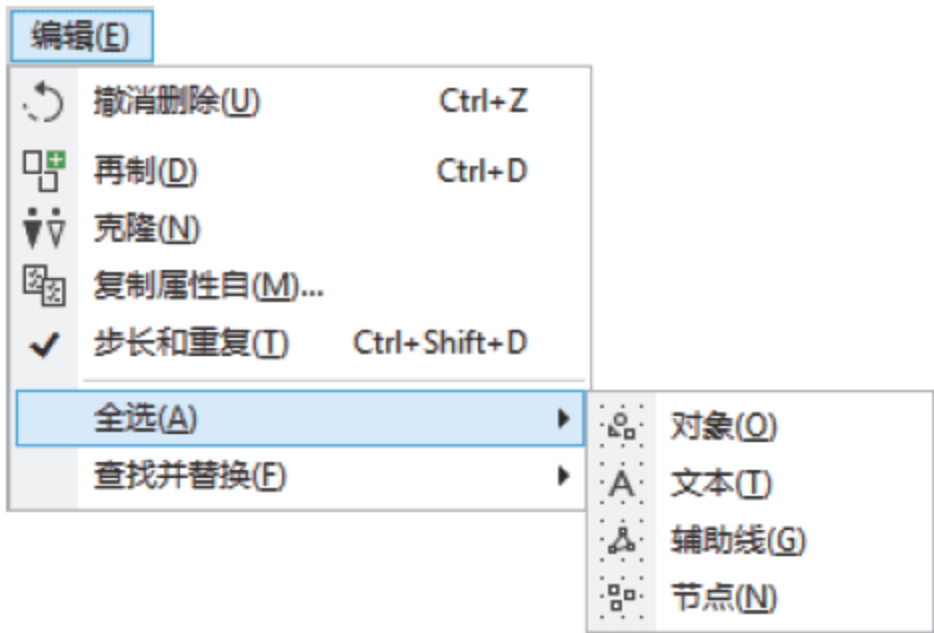 编辑(E)
撤消删除(U) Ctrl+Z
再制(D) Ctrl+D
克隆(N)
复制属性自(M)...
步长和重复(T) Ctrl+Shift+D
全选(A)
查找并替换(F)
对象(O)
文本(T)
辅助线(G)
节点(N)